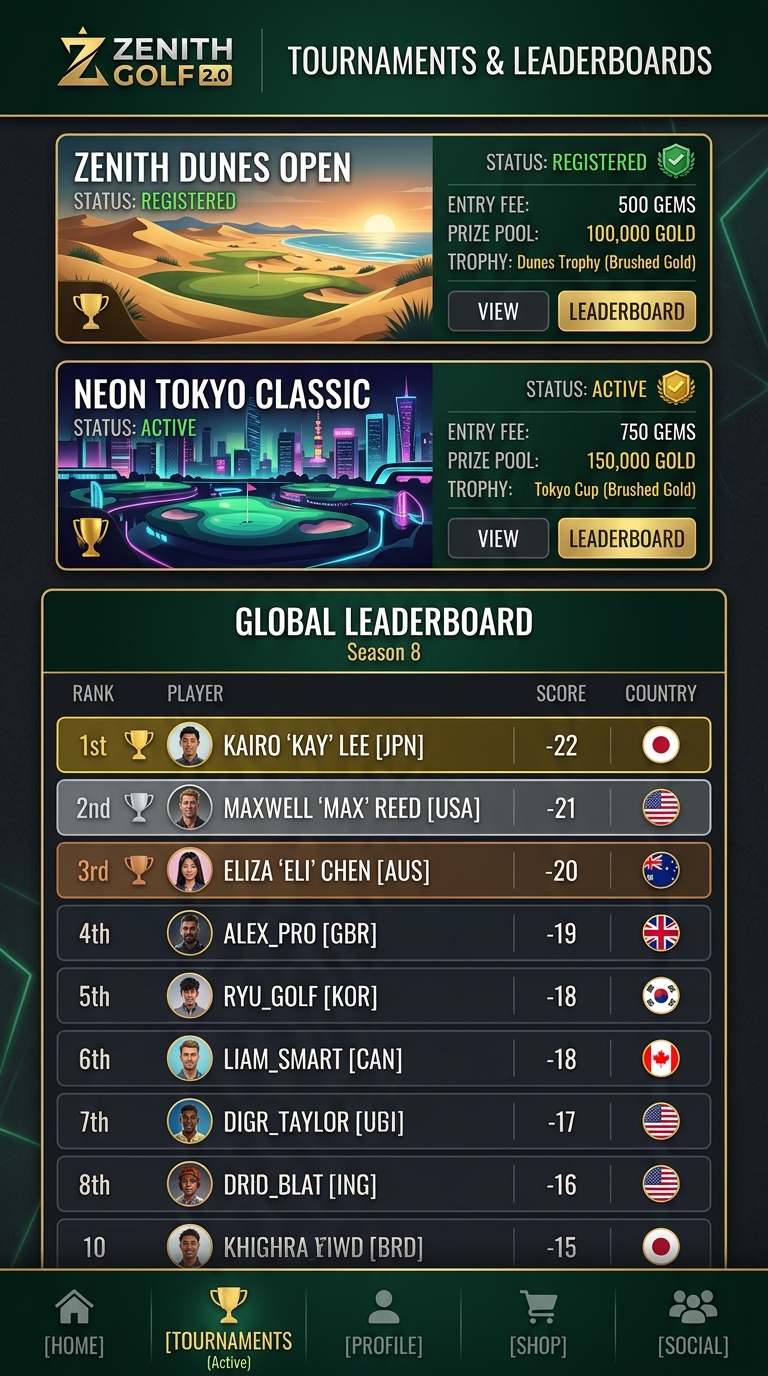 ZENITH
GOLF 2.0
TOURNAMENTS & LEADERBOARDS
ZENITH DUNES OPEN
STATUS: REGISTERED
STATUS: REGISTERED
ENTRY FEE: 500 GEMS
PRIZE POOL: 100,000 GOLD
TROPHY: Dunes Trophy (Brushed Gold)
VIEW LEADERBOARD
NEON TOKYO CLASSIC
STATUS: ACTIVE
STATUS: ACTIVE
ENTRY FEE: 750 GEMS
PRIZE POOL: 150,000 GOLD
TROPHY: Tokyo Cup (Brushed Gold)
VIEW LEADERBOARD
GLOBAL LEADERBOARD
Season 8
RANK PLAYER SCORE COUNTRY
1st KAIRO ‘KAY’ LEE [JPN] -22
2nd MAXWELL ‘MAX’ REED [USA] -21
3rd ELIZA ‘ELI’ CHEN [AUS] -20
4th ALEX_PRO [GBR] -19
5th RYU_GOLF [KOR] -18
6th LIAM_SMART [CAN] -18
7th DIGR_TAYLOR [UBI] -17
8th DRID_BLAT [ING] -16
10 KHIGHRA [BRD] -15
[HOME] [TOURNAMENTS [PROFILE] [SHOP] [SOCIAL]
(Active)